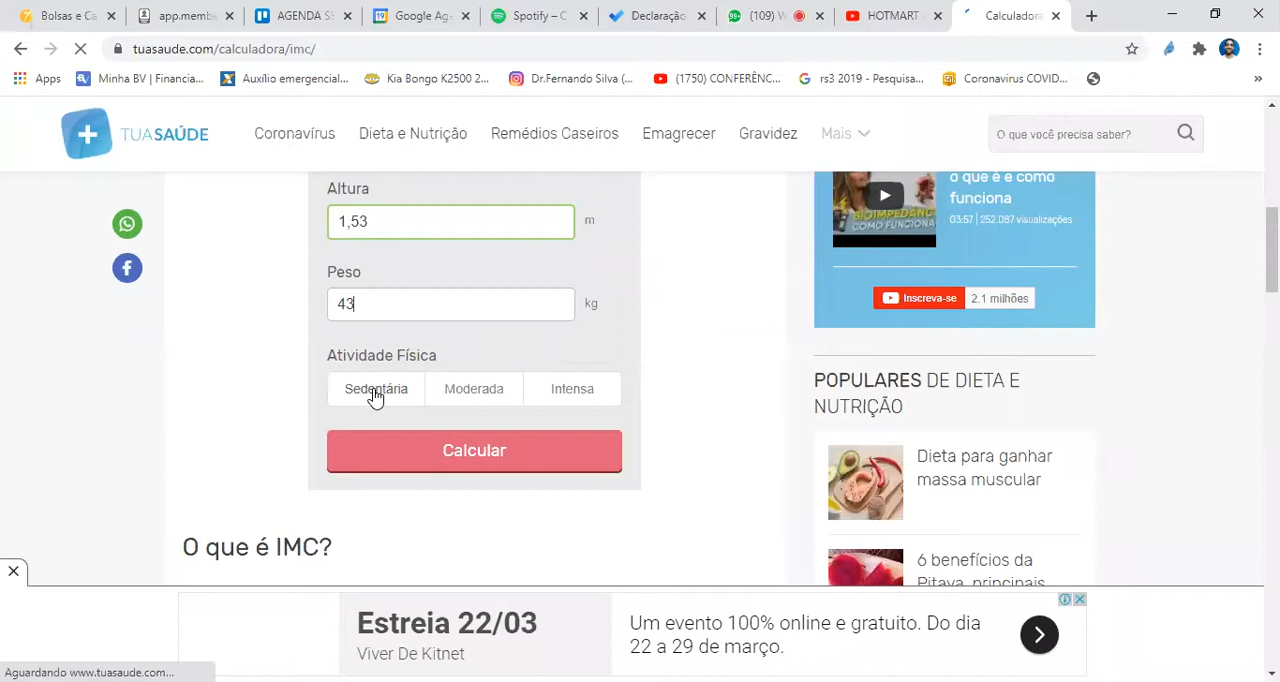 Bolsas e Ca
app.membe
AGENDA SE
Google Age
Spotify – C
Declaração
(109) W
HOTMART e
Calculadora
tuasaude.com/calculadora/imc/
Apps
Minha BV | Financia...
Auxílio emergencial...
Kia Bongo K2500 2...
Dr.Fernando Silva (...
(1750) CONFERÊNC...
rs3 2019 - Pesquisa...
Coronavirus COVID...
»
TUASAÚDE
Coronavírus
Dieta e Nutrição
Remédios Caseiros
Emagrecer
Gravidez
Mais
O que você precisa saber?
Altura
1,53 m
Peso
43 kg
Atividade Física
Sedentária
Moderada
Intensa
Calcular
O que é IMC?
BIOIMPEDÂNC
COMO FUNCIONA
o que é e como
funciona
03:57 | 252.087 visualizações
Inscreva-se
2.1 milhões
POPULARES DE DIETA E
NUTRIÇÃO
Dieta para ganhar
massa muscular
6 benefícios da
Pitaya, principais
Estreia 22/03
Viver De Kitnet
Um evento 100% online e gratuito. Do dia
22 a 29 de março.
Aguardando www.tuasaude.com...